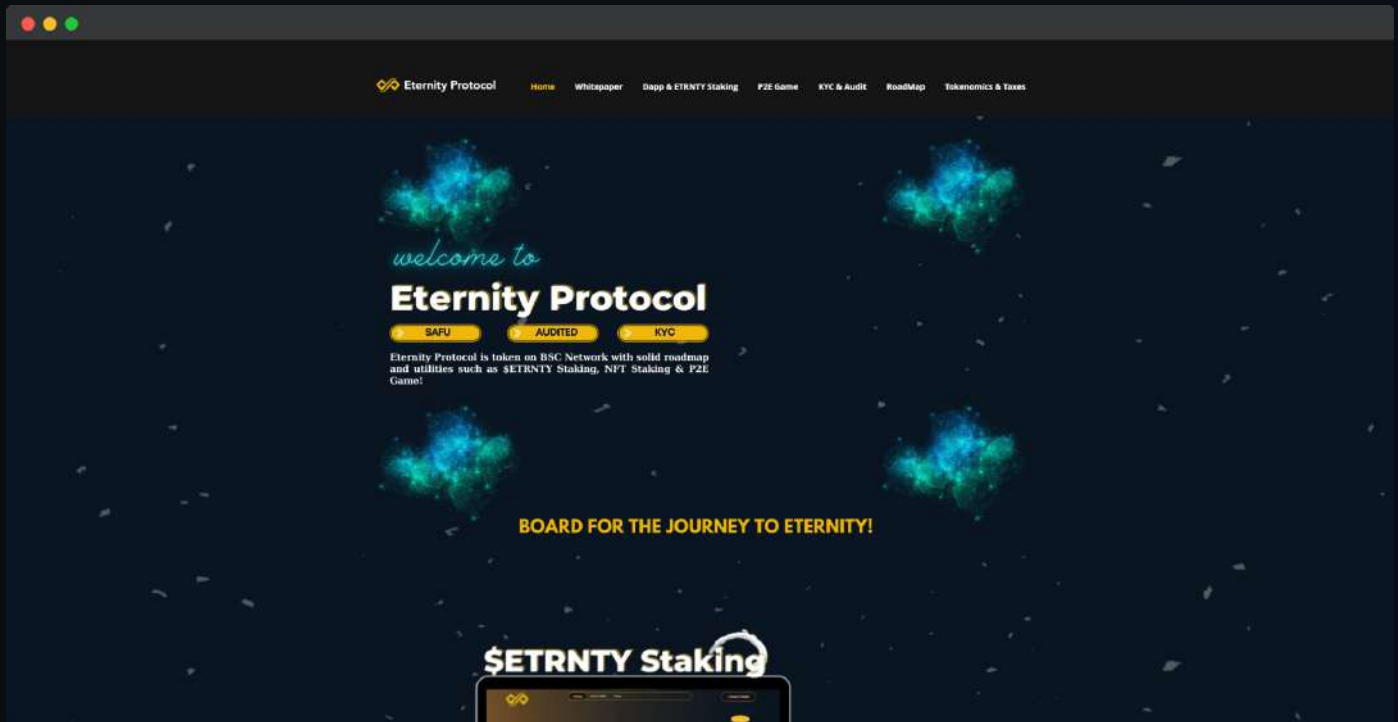 Eternity Protocol
Home Whitepaper Dapp & ETRNTY Staking P2E Game KYC & Audit RoadMap Tokenomics & Taxes
welcome to
Eternity Protocol
SAFU AUDITED KYC
Eternity Protocol is token on BSC Network with solid roadmap
and utilities such as $ETRNTY Staking, NFT Staking & P2E
Game!
BOARD FOR THE JOURNEY TO ETERNITY!
$ETRNTY Staking